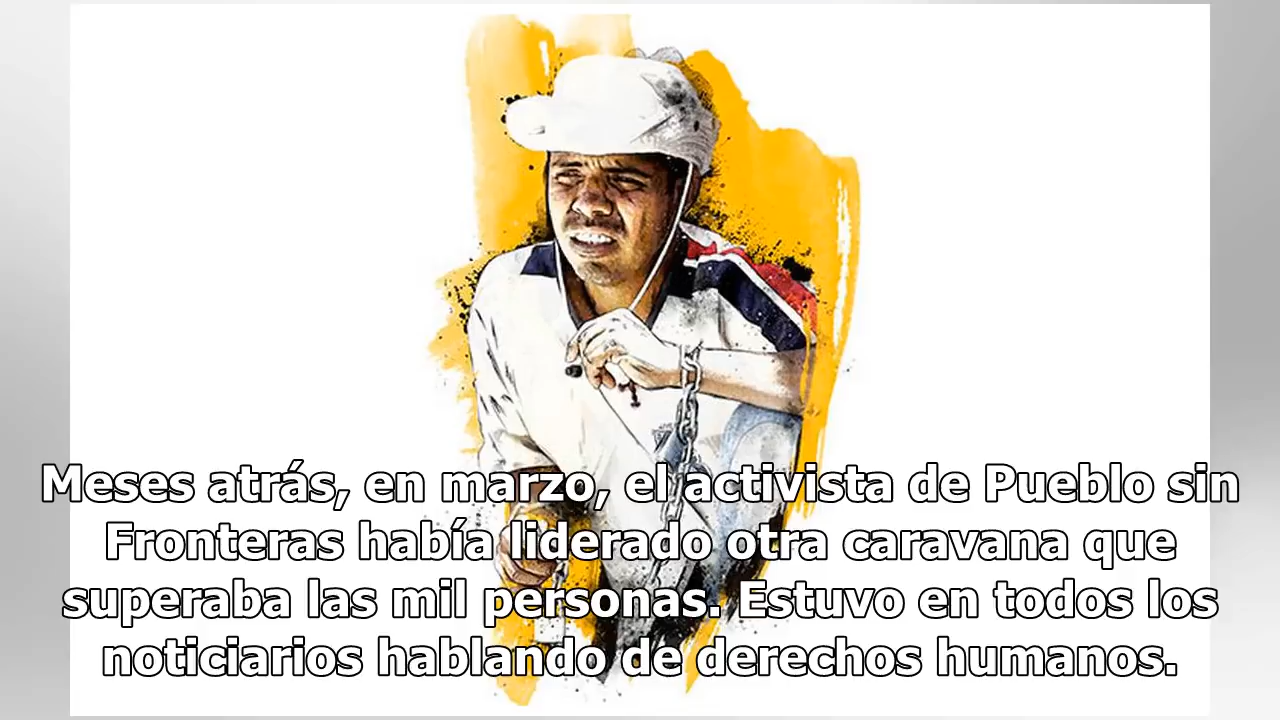 Meses atrás, en marzo, el activista de Pueblo sin
Fronteras había liderado otra caravana que
superaba las mil personas. Estuvo en todos los
noticiarios hablando de derechos humanos.